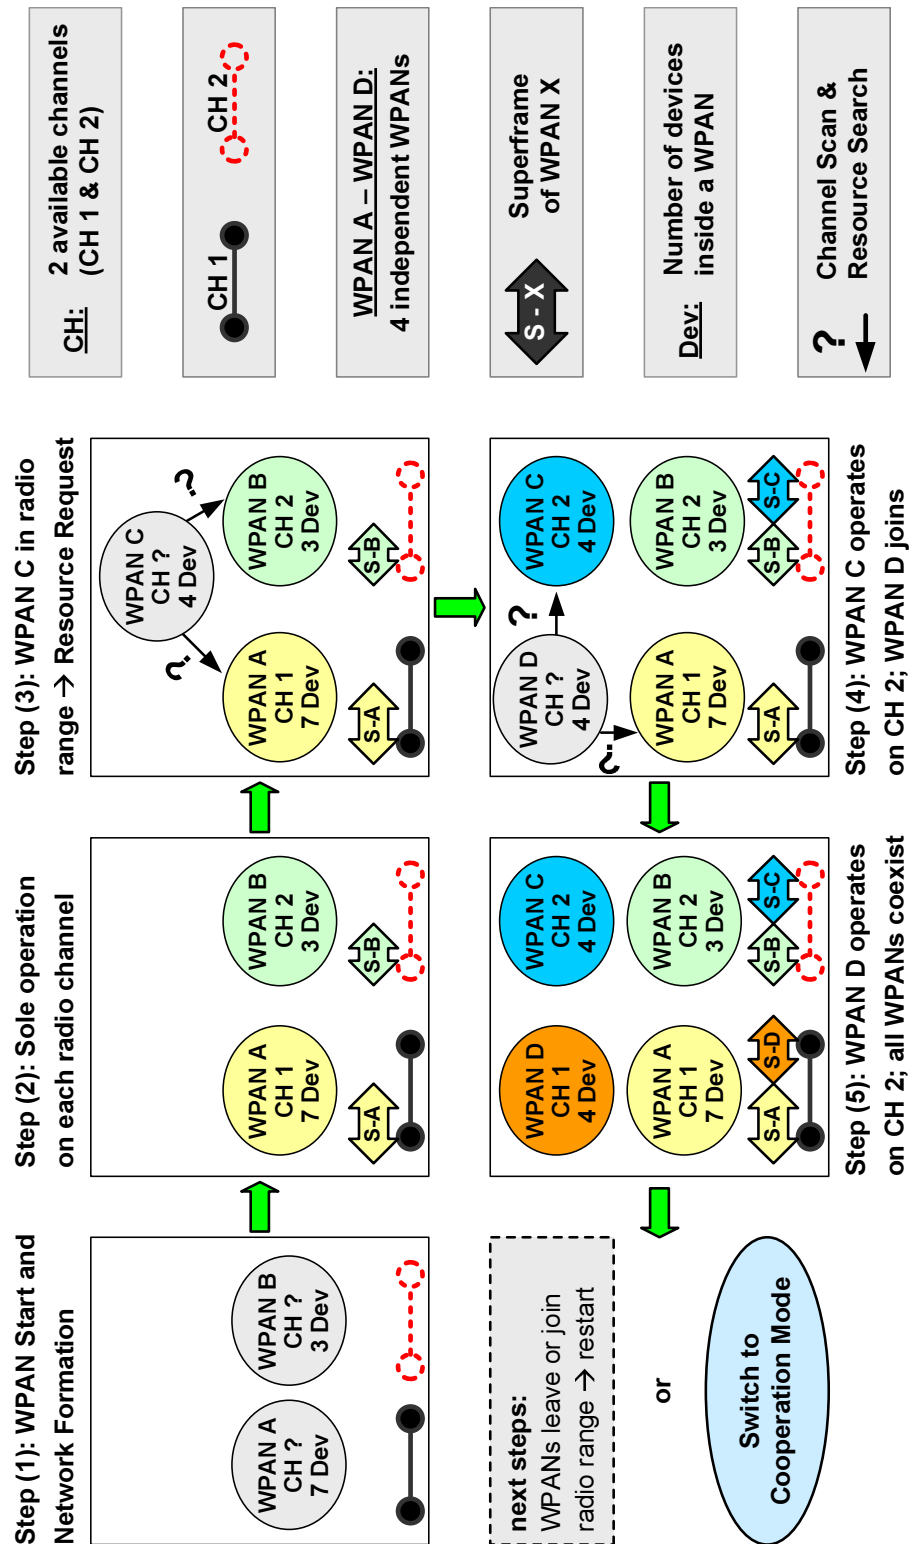 Step (1): WPAN Start and
Network Formation
WPAN A
CH ?
7 Dev
WPAN B
CH ?
3 Dev
Step (2): Sole operation
on each radio channel
WPAN A
CH 1
7 Dev
WPAN B
CH 2
3 Dev
S-A
S-B
Step (3): WPAN C in radio
range → Resource Request
WPAN C
CH ?
4 Dev
?
?
WPAN A
CH 1
7 Dev
WPAN B
CH 2
3 Dev
S-A
S-B
WPAN D
CH ?
4 Dev
?
?
WPAN C
CH 2
4 Dev
WPAN A
CH 1
7 Dev
WPAN B
CH 2
3 Dev
S-A
S-B
S-C
Step (4): WPAN C operates
on CH 2; WPAN D joins
WPAN D
CH 1
4 Dev
WPAN C
CH 2
4 Dev
WPAN A
CH 1
7 Dev
WPAN B
CH 2
3 Dev
S-A
S-D
S-B
S-C
Step (5): WPAN D operates
on CH 2; all WPANs coexist
next steps:
WPANs leave or join
radio range → restart
or
Switch to
Cooperation Mode
CH: 2 available channels
(CH 1 & CH 2)
CH 1
CH 2
WPAN A – WPAN D:
4 independent WPANs
S - X
Superframe
of WPAN X
Dev: Number of devices
inside a WPAN
?
Channel Scan &
Resource Search